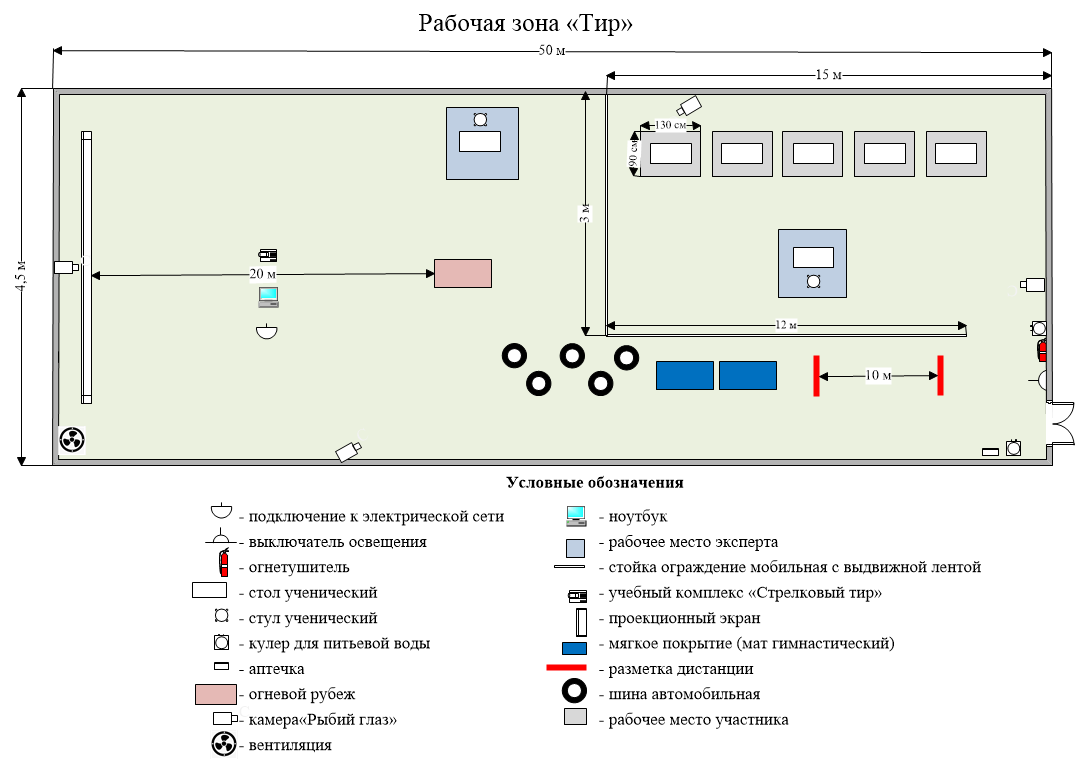 Рабочая зона «Тир»
50 м
15 м
130 см
90 см
3 м
4,5 м
20 м
12 м
10 м
Условные обозначения
- подключение к электрической сети
- выключатель освещения
- огнетушитель
- стол ученический
- стул ученический
- кулер для питьевой воды
- аптечка
- огневой рубеж
- камера«Рыбий глаз»
- вентиляция
- ноутбук
- рабочее место эксперта
- стойка ограждение мобильная с выдвижной лентой
- учебный комплекс «Стрелковый тир»
- проекционный экран
- мягкое покрытие (мат гимнастический)
- разметка дистанции
- шина автомобильная
- рабочее место участника